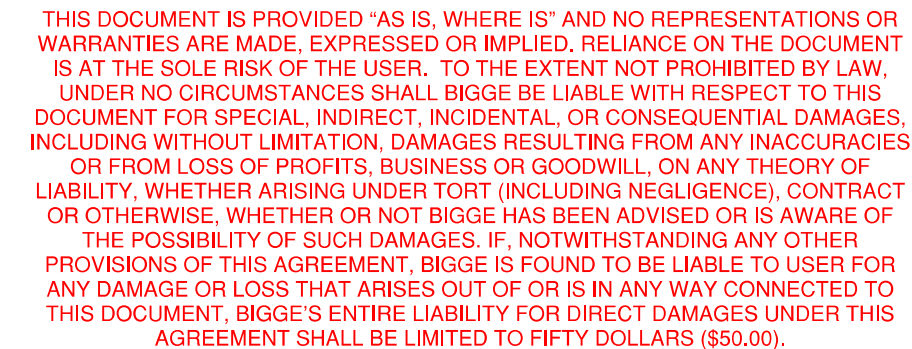 THIS DOCUMENT IS PROVIDED “AS IS, WHERE IS” AND NO REPRESENTATIONS OR
WARRANTIES ARE MADE, EXPRESSED OR IMPLIED. RELIANCE ON THE DOCUMENT
IS AT THE SOLE RISK OF THE USER. TO THE EXTENT NOT PROHIBITED BY LAW,
UNDER NO CIRCUMSTANCES SHALL BIGGE BE LIABLE WITH RESPECT TO THIS
DOCUMENT FOR SPECIAL, INDIRECT, INCIDENTAL, OR CONSEQUENTIAL DAMAGES,
INCLUDING WITHOUT LIMITATION, DAMAGES RESULTING FROM ANY INACCURACIES
OR FROM LOSS OF PROFITS, BUSINESS OR GOODWILL, ON ANY THEORY OF
LIABILITY, WHETHER ARISING UNDER TORT (INCLUDING NEGLIGENCE), CONTRACT
OR OTHERWISE, WHETHER OR NOT BIGGE HAS BEEN ADVISED OR IS AWARE OF
THE POSSIBILITY OF SUCH DAMAGES. IF, NOTWITHSTANDING ANY OTHER
PROVISIONS OF THIS AGREEMENT, BIGGE IS FOUND TO BE LIABLE TO USER FOR
ANY DAMAGE OR LOSS THAT ARISES OUT OF OR IS IN ANY WAY CONNECTED TO
THIS DOCUMENT, BIGGE’S ENTIRE LIABILITY FOR DIRECT DAMAGES UNDER THIS
AGREEMENT SHALL BE LIMITED TO FIFTY DOLLARS ($50.00).